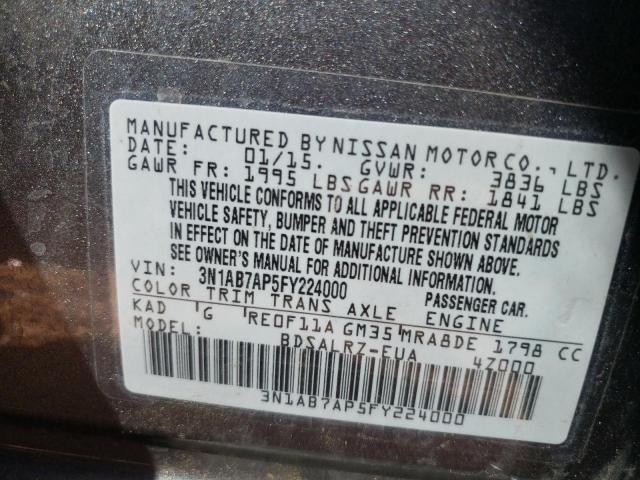 MANUFACTURED BY NISSAN MOTOR CO., LTD.
DATE: 01/15. GVWR: 3836 LBS
GAWR FR: 1995 LBS GAWR RR: 1841 LBS
THIS VEHICLE CONFORMS TO ALL APPLICABLE FEDERAL MOTOR
VEHICLE SAFETY, BUMPER AND THEFT PREVENTION STANDARDS
IN EFFECT ON THE DATE OF MANUFACTURE SHOWN ABOVE.
SEE OWNER'S MANUAL FOR ADDITIONAL INFORMATION.
VIN: 3N1AB7AP5FY224000 PASSENGER CAR.
COLOR TRIM TRANS AXLE ENGINE
KAD G RE0F11A GM35 MRA8DE 1798 CC
MODEL: BDSALRZ-EUA 4Z000
3N1AB7AP5FY224000